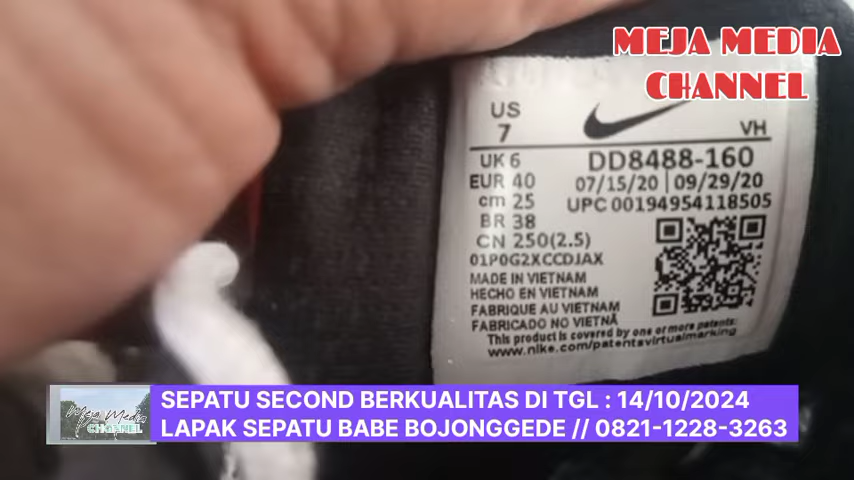 MEJA MEDIA
CHANNEL
US
7
VH
UK 6
EUR 40
cm 25
BR 38
CN 250(2.5)
DD8488-160
07/15/20 | 09/29/20
UPC 00194954118505
01P0G2XCCDJAX
MADE IN VIETNAM
HECHO EN VIETNAM
FABRIQUE AU VIETNAM
FABRICADO NO VIETNÃ
This product is covered by one or more patents:
www.nike.com/patentsvirtualmarking
Meja Media
CHANNEL
SEPATU SECOND BERKUALITAS DI TGL : 14/10/2024
LAPAK SEPATU BABE BOJONGGEDE // 0821-1228-3263